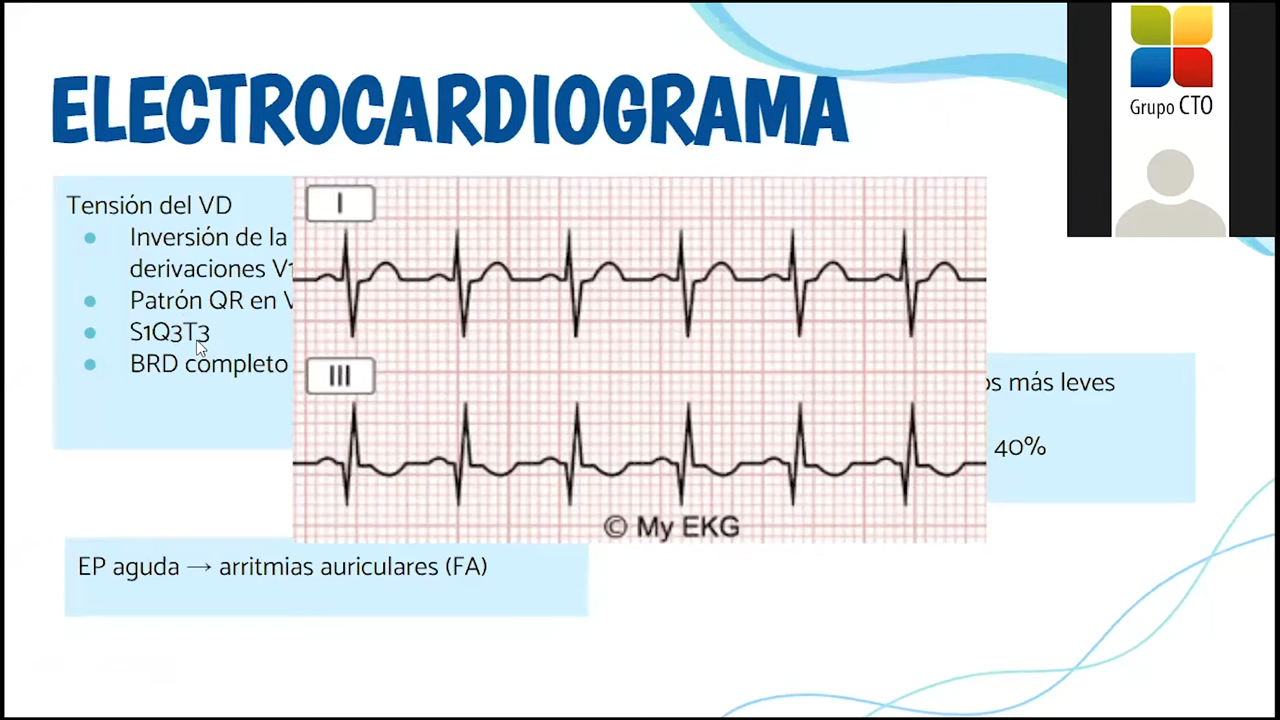 ELECTROCARDIOGRAMA
Grupo CTO
Tensión del VD
Inversión de la
derivaciones
Patrón QR en
S1Q3T3
BRD completo
I
III
© My EKG
más leves
40%
EP aguda → arritmias auriculares (FA)